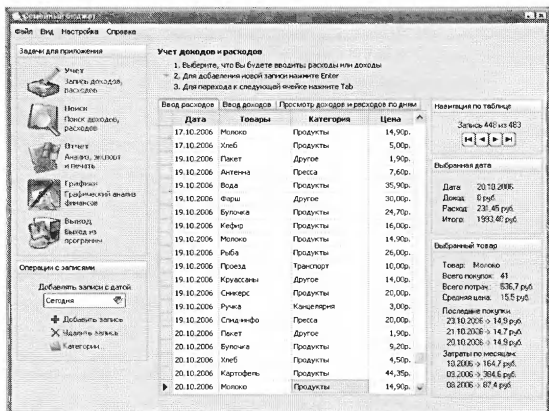 Семейный бюджет
Файл Вид Настройка Справка
Задачи для приложения
Учет
Запись доходов,
расходов
Поиск
Поиск доходов,
расходов
Отчет
Анализ, экспорт
и печать
Графики
Графический анализ
финансов
Выход
Выход из
программы
Операции с записями
Добавлять записи с датой
Сегодня
Добавить запись
Удалить запись
Категории...
Учет доходов и расходов
1. Выберите, что Вы будете вводить: расходы или доходы
2. Для добавления новой записи нажмите Enter
3. Для перехода к следующей ячейке нажмите Tab
Ввод расходов Ввод доходов Просмотр доходов и расходов по дням
Дата Товары Категория Цена
17.10.2006 Молоко Продукты 14,90р.
17.10.2006 Хлеб Продукты 5,00р.
19.10.2006 Пакет Другое 1,90р.
19.10.2006 Антенна Пресса 7,60р.
19.10.2006 Вода Продукты 35,90р.
19.10.2006 Фарш Другое 30,00р.
19.10.2006 Булочка Продукты 24,70р.
19.10.2006 Кефир Продукты 16,00р.
19.10.2006 Молоко Продукты 14,90р.
19.10.2006 Рыба Продукты 26,00р.
19.10.2006 Проезд Транспорт 10,00р.
19.10.2006 Круассаны Другое 14,00р.
19.10.2006 Сникерс Продукты 20,00р.
19.10.2006 Ручка Канцелярия 3,00р.
19.10.2006 Спид-инфо Пресса 20,00р.
20.10.2006 Пакет Другое 1,90р.
20.10.2006 Булочка Продукты 9,20р.
20.10.2006 Хлеб Продукты 4,50р.
20.10.2006 Картофель Продукты 44,35р.
20.10.2006 Молоко Продукты 14,90р.
Навигация по таблице
Запись 448 из 483
Выбранная дата
Дата: 20.10.2006
Доход: 0 руб.
Расход: 231,45 руб.
Итого: 1993,40 руб.
Выбранный товар
Товар: Молоко
Всего покупок: 41
Всего потрач.: 636,7 руб.
Средняя цена: 15.5 руб.
Последние покупки
23.10.2006 -> 14,9 руб.
21.10.2006 -> 14,7 руб.
20.10.2006 -> 14,9 руб.
Затраты по месяцам:
10.2006 -> 164,7 руб.
09.2006 -> 384,6 руб.
08.2006 -> 87,4 руб.